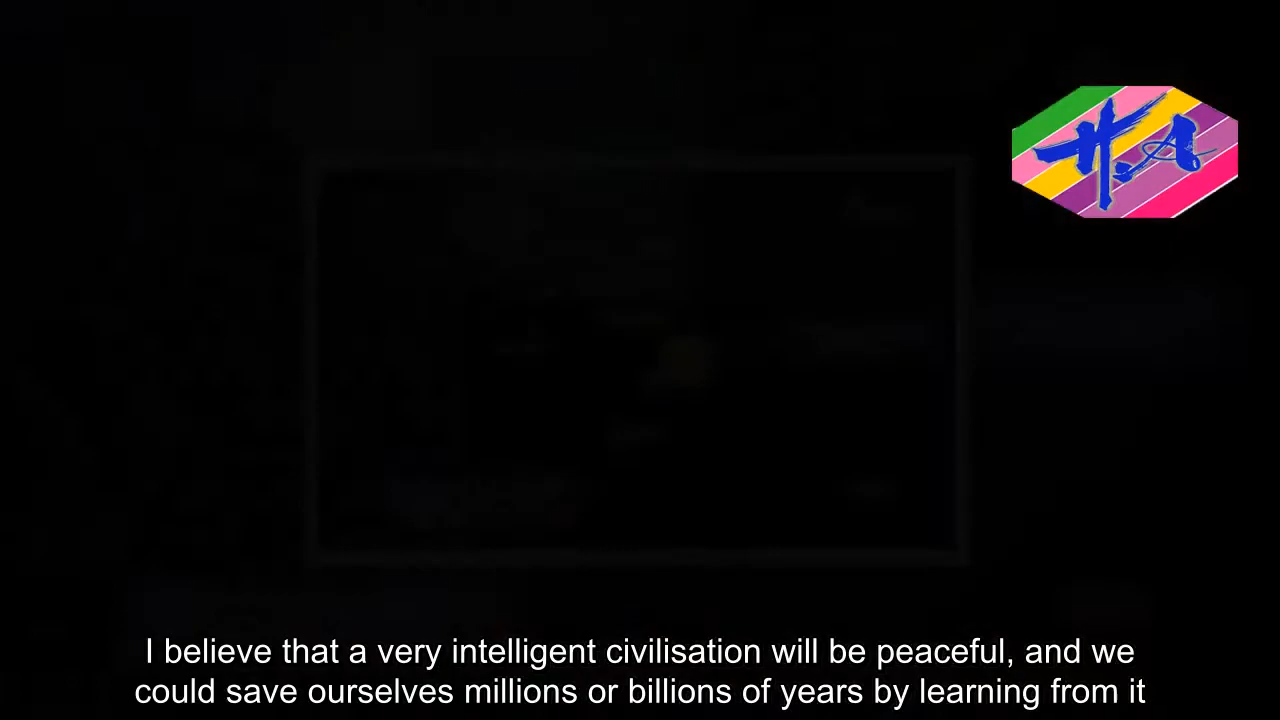 H.A
I believe that a very intelligent civilisation will be peaceful, and we
could save ourselves millions or billions of years by learning from it